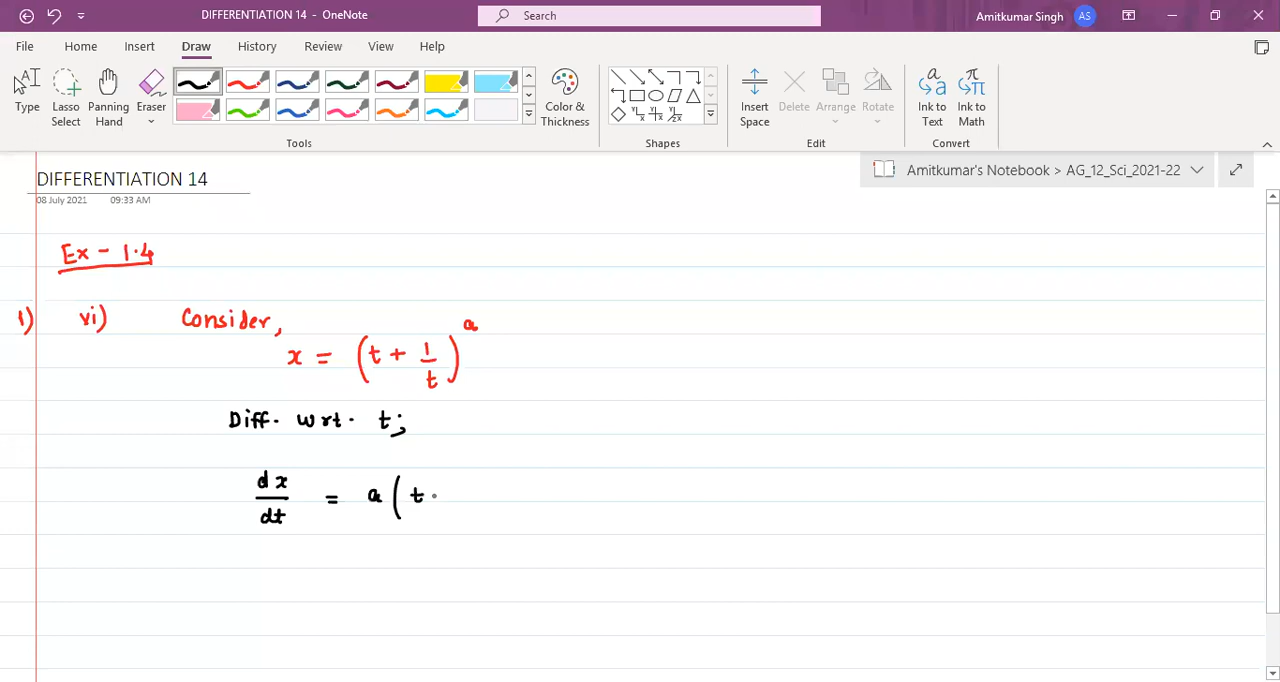 DIFFERENTIATION 14 - OneNote
Search
Amitkumar Singh AS
File Home Insert Draw History Review View Help
Type Lasso Select Panning Hand Eraser Color & Thickness Insert Space Delete Arrange Rotate Ink to Text Ink to Math
Tools Shapes Edit Convert
DIFFERENTIATION 14
Amitkumar's Notebook > AG_12_Sci_2021-22
08 July 2021 09:33 AM
Ex - 1.4
1) vi) Consider,
x = (t + 1/t)^a
Diff. wrt. t;
dx/dt = a (t